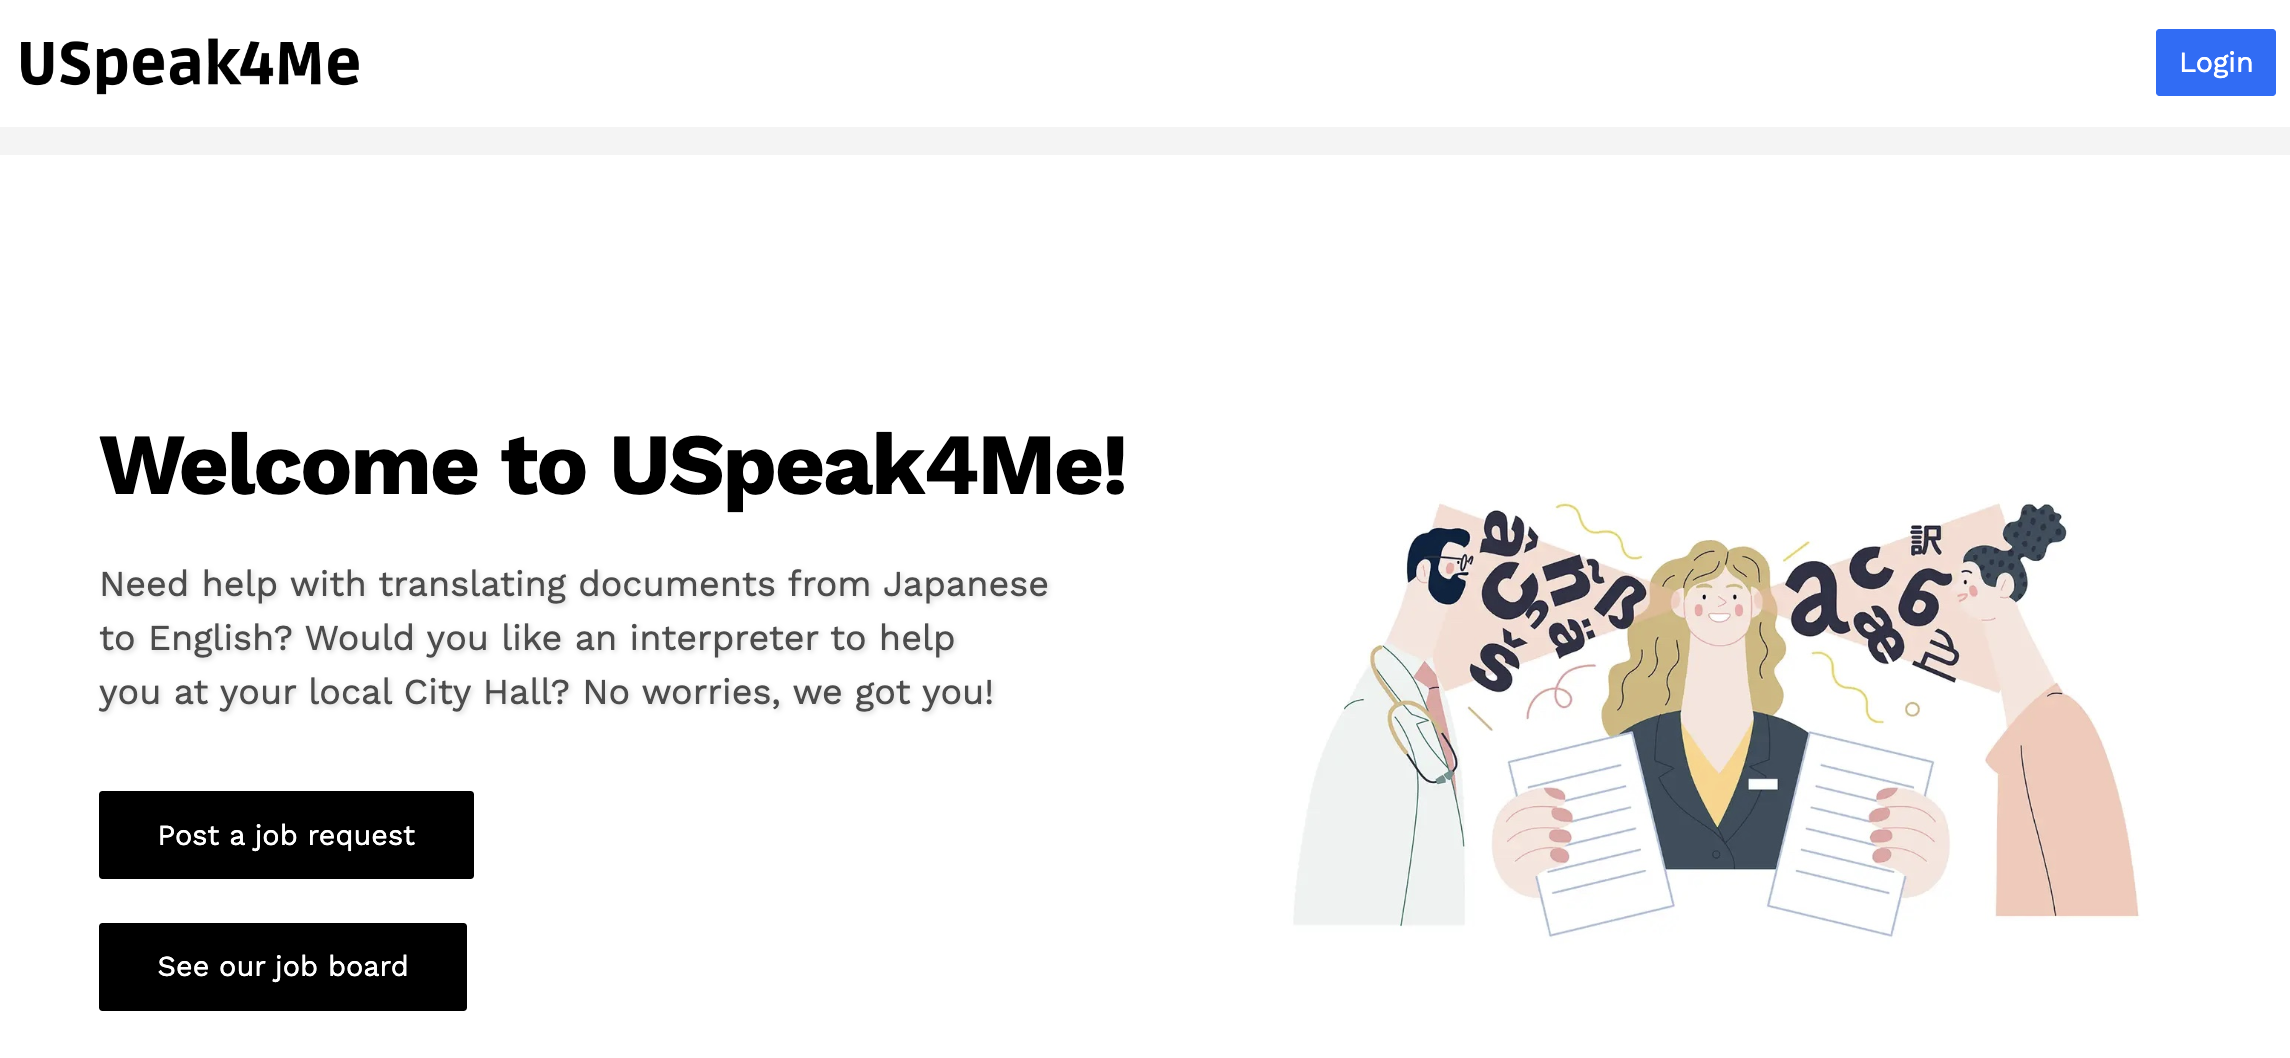 USpeak4Me
Login
Welcome to USpeak4Me!
Need help with translating documents from Japanese
to English? Would you like an interpreter to help
you at your local City Hall? No worries, we got you!
Post a job request
See our job board
訳